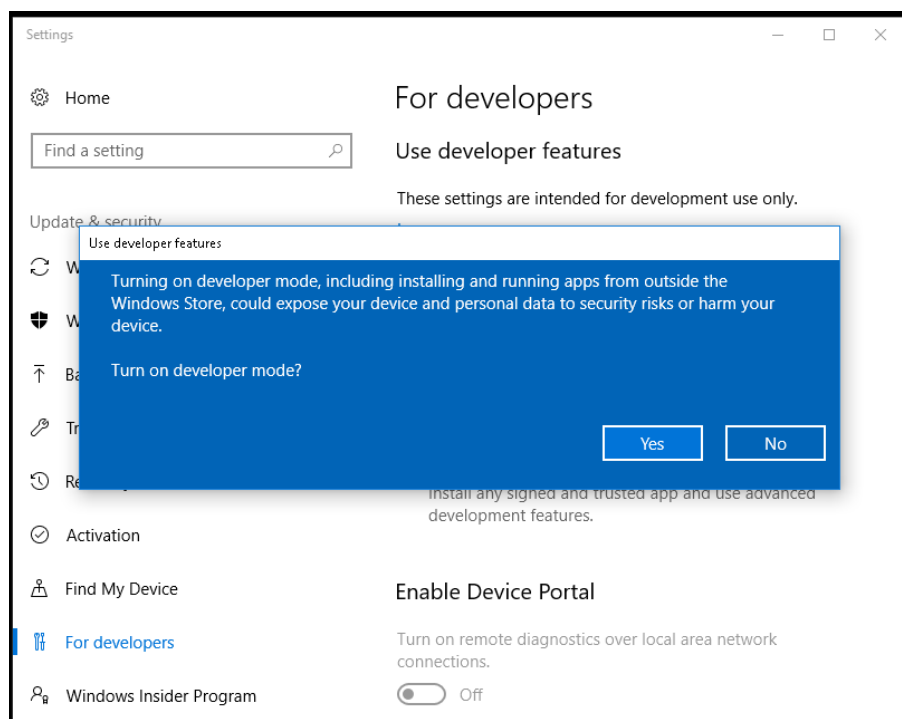 Settings
Home
Find a setting
Update & security
W
W
Ba
Tr
Re
Activation
Find My Device
For developers
Windows Insider Program
For developers
Use developer features
These settings are intended for development use only.
Use developer features
Turning on developer mode, including installing and running apps from outside the
Windows Store, could expose your device and personal data to security risks or harm your
device.
Turn on developer mode?
Yes
No
Install any signed and trusted app and use advanced
development features.
Enable Device Portal
Turn on remote diagnostics over local area network
connections.
Off